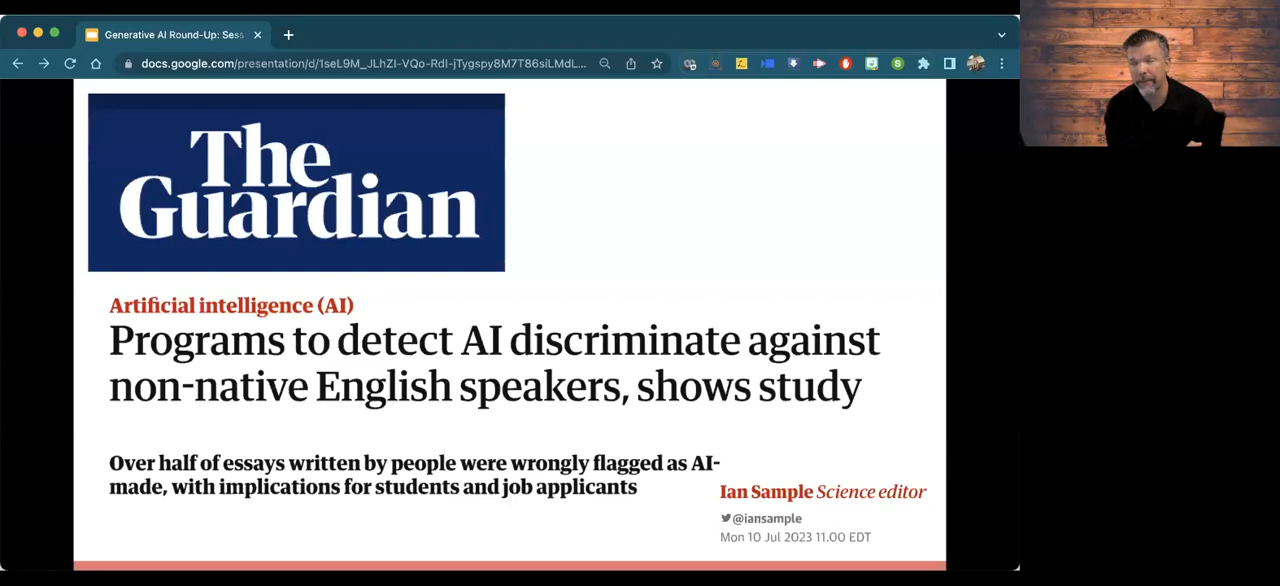 Generative AI Round-Up: Sess
docs.google.com/presentation/d/1seL9M_JLhZI-VQo-RdI-jTygspy8M7T86siLMdL...
The
Guardian
Artificial intelligence (AI)
Programs to detect AI discriminate against
non-native English speakers, shows study
Over half of essays written by people were wrongly flagged as AI-
made, with implications for students and job applicants
Ian Sample Science editor
@iansample
Mon 10 Jul 2023 11.00 EDT